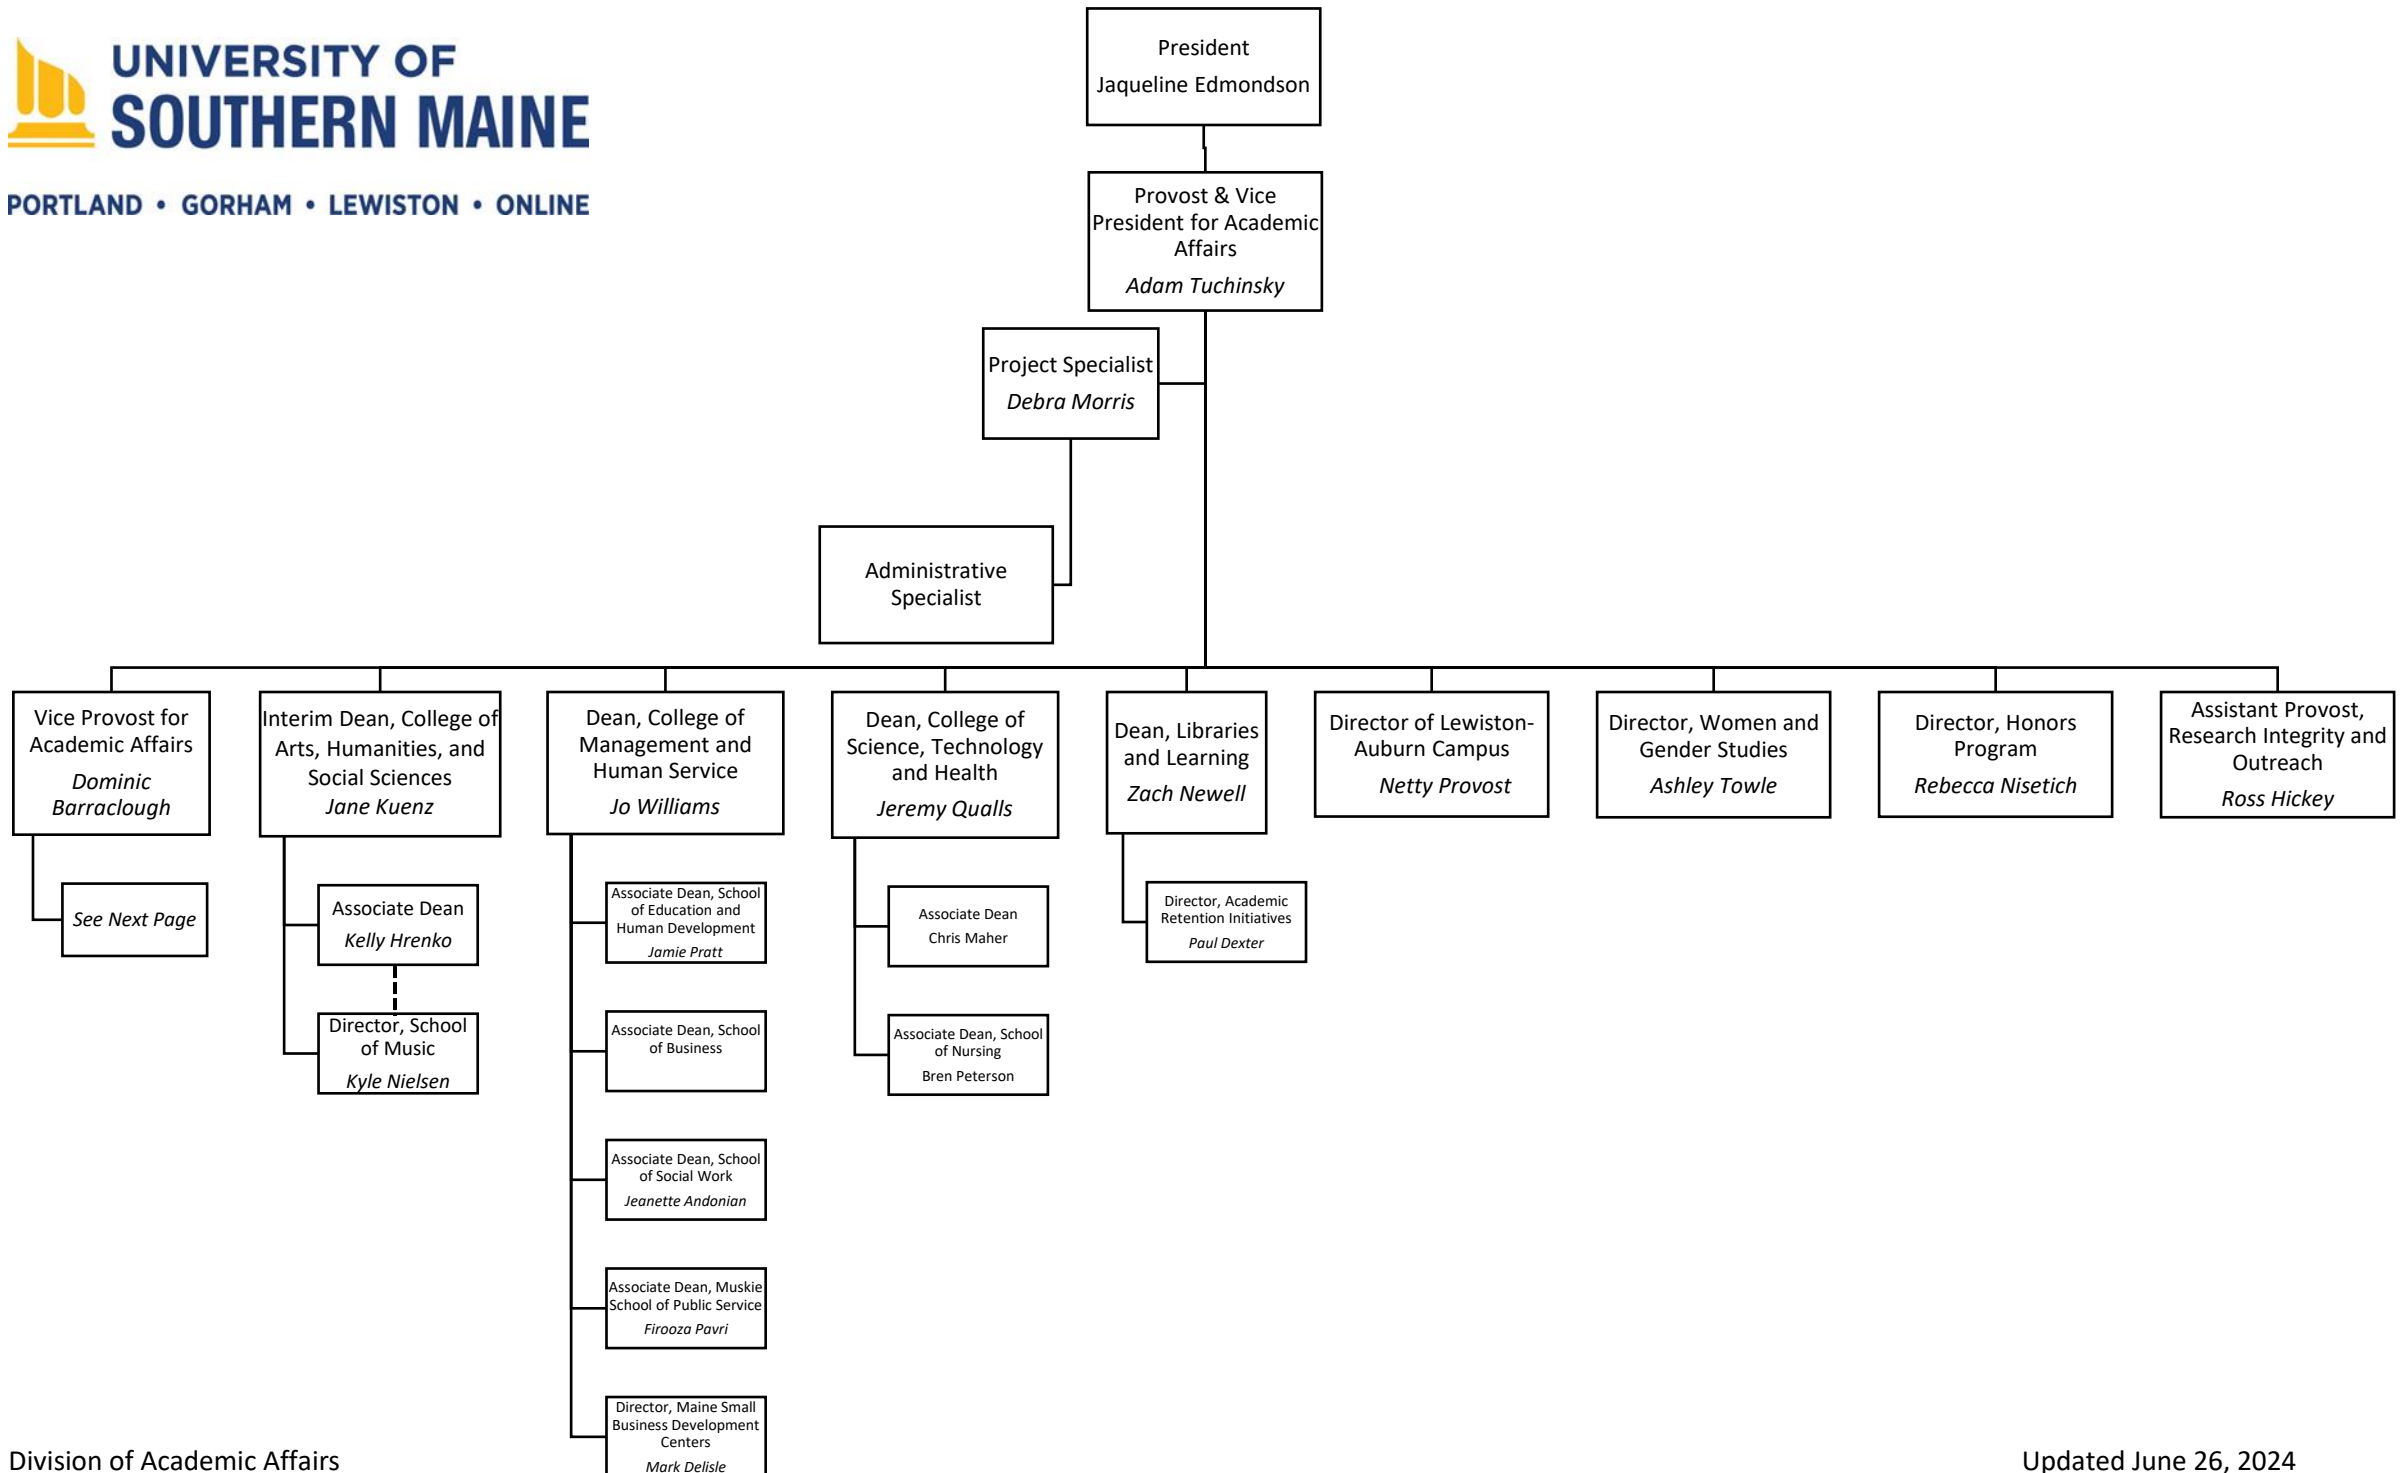 UNIVERSITY OF
SOUTHERN MAINE
PORTLAND • GORHAM • LEWISTON • ONLINE
President
Jaqueline Edmondson
Provost & Vice
President for Academic
Affairs
Adam Tuchinsky
Project Specialist
Debra Morris
Administrative
Specialist
Vice Provost for
Academic Affairs
Dominic
Barraclough
See Next Page
Interim Dean, College of
Arts, Humanities, and
Social Sciences
Jane Kuenz
Associate Dean
Kelly Hrenko
Director, School
of Music
Kyle Nielsen
Dean, College of
Management and
Human Service
Jo Williams
Associate Dean, School
of Education and
Human Development
Jamie Pratt
Associate Dean, School
of Business
Associate Dean, School
of Social Work
Jeanette Andonian
Associate Dean, Muskie
School of Public Service
Firooza Pavri
Director, Maine Small
Business Development
Centers
Mark Delisle
Dean, College of
Science, Technology
and Health
Jeremy Qualls
Associate Dean
Chris Maher
Associate Dean, School
of Nursing
Bren Peterson
Dean, Libraries
and Learning
Zach Newell
Director, Academic
Retention Initiatives
Paul Dexter
Director of Lewiston-
Auburn Campus
Netty Provost
Director, Women and
Gender Studies
Ashley Towle
Director, Honors
Program
Rebecca Nisetich
Assistant Provost,
Research Integrity and
Outreach
Ross Hickey
Division of Academic Affairs
Updated June 26, 2024